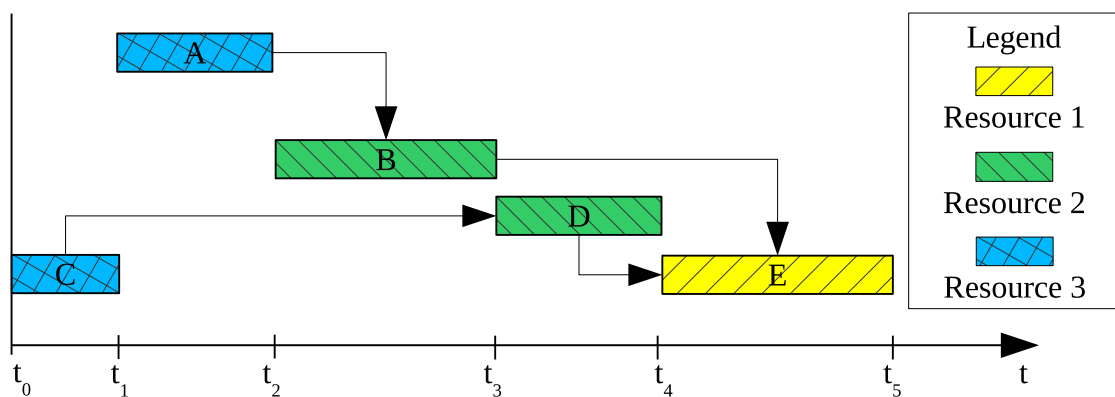 A
B
D
C
E
t0 t1 t2 t3 t4 t5 t
Legend
Resource 1
Resource 2
Resource 3